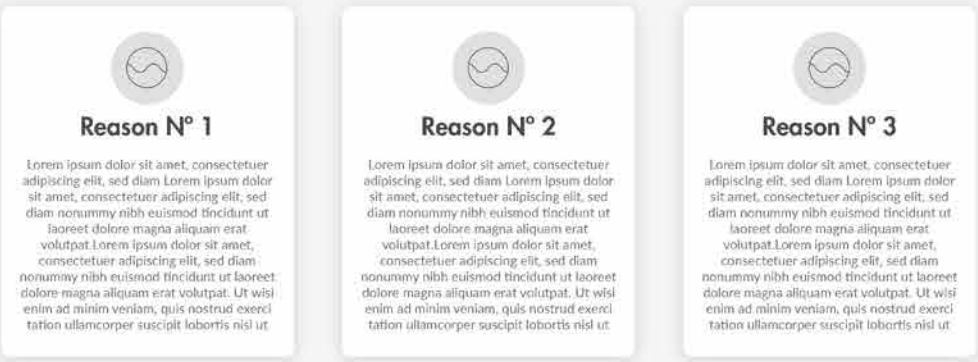 Reason Nº 1
Lorem ipsum dolor sit amet, consectetuer
adipiscing elit, sed diam Lorem ipsum dolor
sit amet, consectetuer adipiscing elit, sed
diam nonummy nibh euismod tincidunt ut
laoreet dolore magna aliquam erat
volutpat.Lorem ipsum dolor sit amet,
consectetuer adipiscing elit, sed diam
nonummy nibh euismod tincidunt ut laoreet
dolore magna aliquam erat volutpat. Ut wisi
enim ad minim veniam, quis nostrud exerci
tation ullamcorper suscipit lobortis nisl ut
Reason Nº 2
Lorem ipsum dolor sit amet, consectetuer
adipiscing elit, sed diam Lorem ipsum dolor
sit amet, consectetuer adipiscing elit, sed
diam nonummy nibh euismod tincidunt ut
laoreet dolore magna aliquam erat
volutpat.Lorem ipsum dolor sit amet,
consectetuer adipiscing elit, sed diam
nonummy nibh euismod tincidunt ut laoreet
dolore magna aliquam erat volutpat. Ut wisi
enim ad minim veniam, quis nostrud exerci
tation ullamcorper suscipit lobortis nisl ut
Reason Nº 3
Lorem ipsum dolor sit amet, consectetuer
adipiscing elit, sed diam Lorem ipsum dolor
sit amet, consectetuer adipiscing elit, sed
diam nonummy nibh euismod tincidunt ut
laoreet dolore magna aliquam erat
volutpat.Lorem ipsum dolor sit amet,
consectetuer adipiscing elit, sed diam
nonummy nibh euismod tincidunt ut laoreet
dolore magna aliquam erat volutpat. Ut wisi
enim ad minim veniam, quis nostrud exerci
tation ullamcorper suscipit lobortis nisl ut